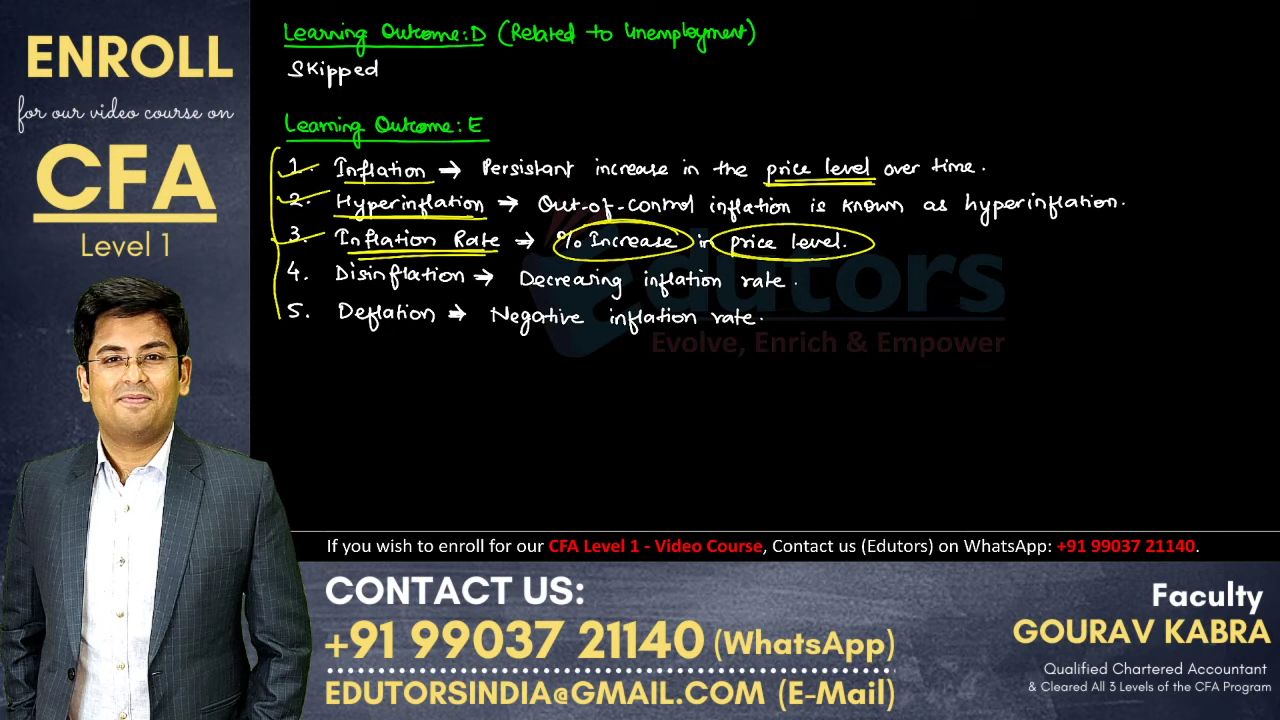 ENROLL
for our video course on
CFA
Level 1
Learning Outcome:D (Related to Unemployment)
Skipped
Learning Outcome: E
1. Inflation → Persistant increase in the price level over time.
2. Hyperinflation → Out-of-control inflation is known as hyperinflation.
3. Inflation Rate → % Increase in price level.
4. Disinflation → Decreasing inflation rate.
5. Deflation → Negative inflation rate.
Edutors
Evolve, Enrich & Empower
If you wish to enroll for our CFA Level 1 - Video Course, Contact us (Edutors) on WhatsApp: +91 99037 21140.
CONTACT US:
+91 99037 21140 (WhatsApp)
EDUTORSINDIA@GMAIL.COM (E-Mail)
Faculty
GOURAV KABRA
Qualified Chartered Accountant
& Cleared All 3 Levels of the CFA Program